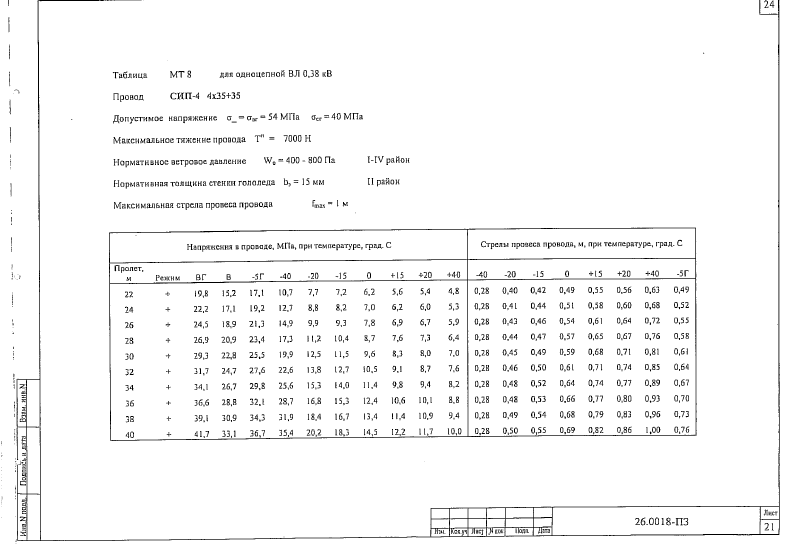 24
Таблица МТ 8 для одноцепной ВЛ 0,38 кВ
Провод СИП-4 4х35+35
Допустимое напряжение σ_ = σвг = 54 МПа σсг = 40 МПа
Максимальное тяжение провода Tп = 7000 Н
Нормативное ветровое давление W₀ = 400 - 800 Па I-IV район
Нормативная толщина стенки гололеда bэ = 15 мм II район
Максимальная стрела провеса провода fmax = 1 м
Напряжения в проводе, МПа, при температуре, град. С Стрелы провеса провода, м, при температуре, град. С
Пролет, м Режим ВГ В -5Г -40 -20 -15 0 +15 +20 +40 -40 -20 -15 0 +15 +20 +40 -5Г
22 + 19,8 15,2 17,1 10,7 7,7 7,2 6,2 5,6 5,4 4,8 0,28 0,40 0,42 0,49 0,55 0,56 0,63 0,49
24 + 22,2 17,1 19,2 12,7 8,8 8,2 7,0 6,2 6,0 5,3 0,28 0,41 0,44 0,51 0,58 0,60 0,68 0,52
26 + 24,5 18,9 21,3 14,9 9,9 9,3 7,8 6,9 6,7 5,9 0,28 0,43 0,46 0,54 0,61 0,64 0,72 0,55
28 + 26,9 20,9 23,4 17,3 11,2 10,4 8,7 7,6 7,3 6,4 0,28 0,44 0,47 0,57 0,65 0,67 0,76 0,58
30 + 29,3 22,8 25,5 19,9 12,5 11,5 9,6 8,3 8,0 7,0 0,28 0,45 0,49 0,59 0,68 0,71 0,81 0,61
32 + 31,7 24,7 27,6 22,6 13,8 12,7 10,5 9,1 8,7 7,6 0,28 0,46 0,50 0,61 0,71 0,74 0,85 0,64
34 + 34,1 26,7 29,8 25,6 15,3 14,0 11,4 9,8 9,4 8,2 0,28 0,48 0,52 0,64 0,74 0,77 0,89 0,67
36 + 36,6 28,8 32,1 28,7 16,8 15,3 12,4 10,6 10,1 8,8 0,28 0,48 0,53 0,66 0,77 0,80 0,93 0,70
38 + 39,1 30,9 34,3 31,9 18,4 16,7 13,4 11,4 10,9 9,4 0,28 0,49 0,54 0,68 0,79 0,83 0,96 0,73
40 + 41,7 33,1 36,7 35,4 20,2 18,3 14,5 12,2 11,7 10,0 0,28 0,50 0,55 0,69 0,82 0,86 1,00 0,76
Взам. инв.N
Подпись и дата
Инв.N подл.
Изм. Кол.уч Лист N док Подп. Дата
26.0018-ПЗ
Лист
21